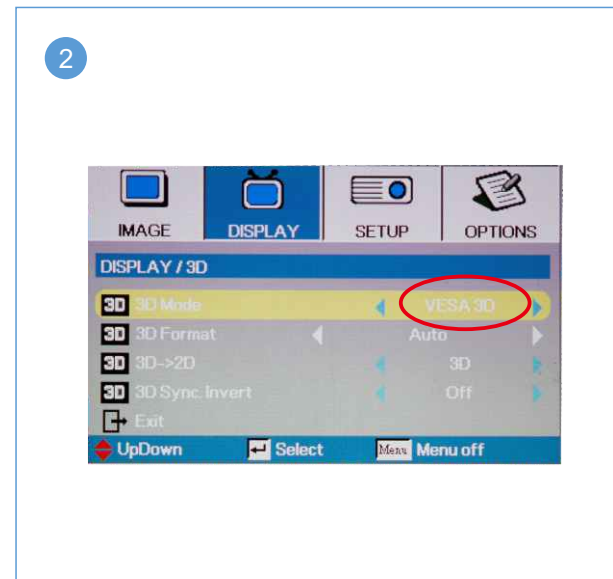 2
IMAGE DISPLAY SETUP OPTIONS
DISPLAY / 3D
3D 3D Mode VESA 3D
3D 3D Format Auto
3D 3D->2D 3D
3D 3D Sync. invert Off
Exit
UpDown Select Menu Menu off